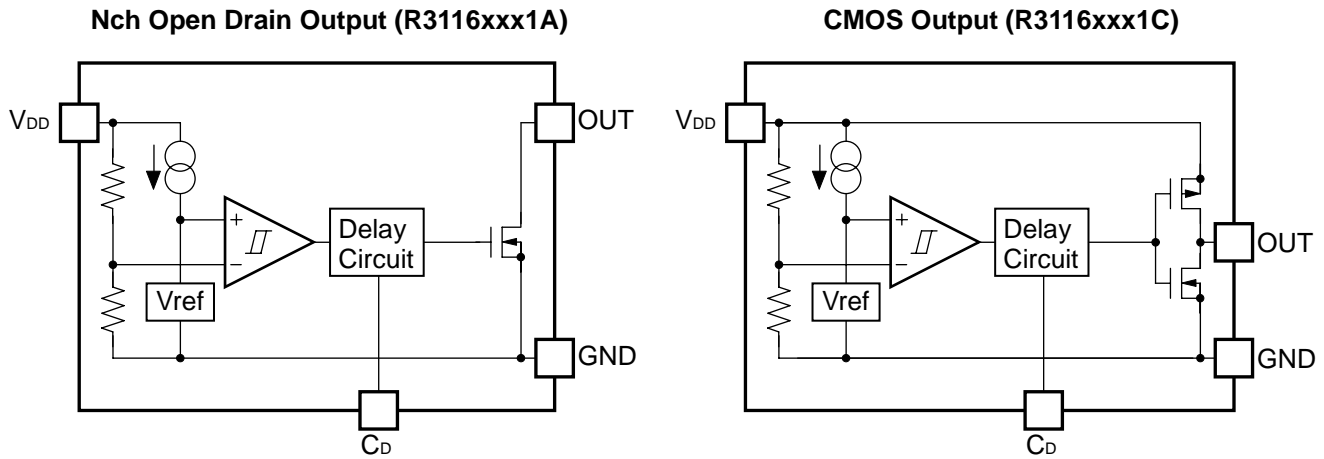 Nch Open Drain Output (R3116xxx1A)
VDD
OUT
+
−
Delay
Circuit
Vref
GND
CD
CMOS Output (R3116xxx1C)
VDD
+
−
Delay
Circuit
OUT
Vref
GND
CD